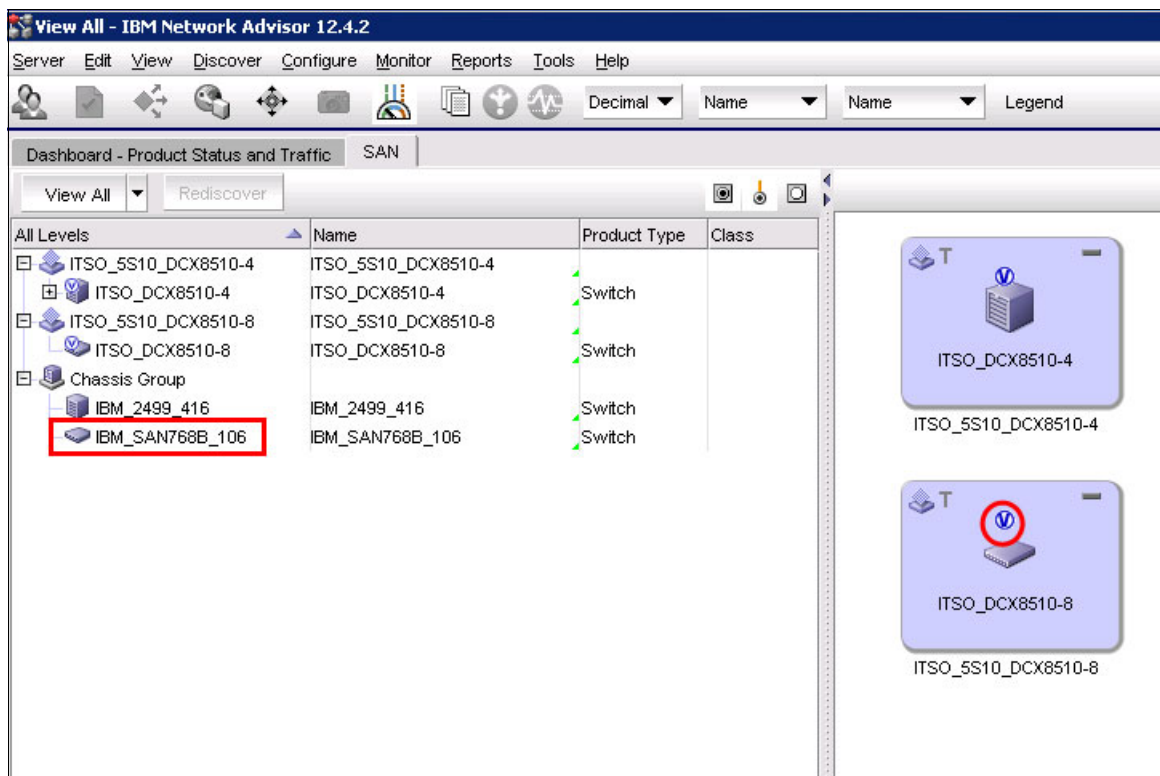 View All - IBM Network Advisor 12.4.2
Server Edit View Discover Configure Monitor Reports Tools Help
Decimal Name Name Legend
Dashboard - Product Status and Traffic SAN
View All Rediscover
All Levels Name Product Type Class
ITSO_5S10_DCX8510-4 ITSO_5S10_DCX8510-4
ITSO_DCX8510-4 ITSO_DCX8510-4 Switch
ITSO_5S10_DCX8510-8 ITSO_5S10_DCX8510-8
ITSO_DCX8510-8 ITSO_DCX8510-8 Switch
Chassis Group
IBM_2499_416 IBM_2499_416 Switch
IBM_SAN768B_106 IBM_SAN768B_106 Switch
T
V
ITSO_DCX8510-4
ITSO_5S10_DCX8510-4
T
V
ITSO_DCX8510-8
ITSO_5S10_DCX8510-8